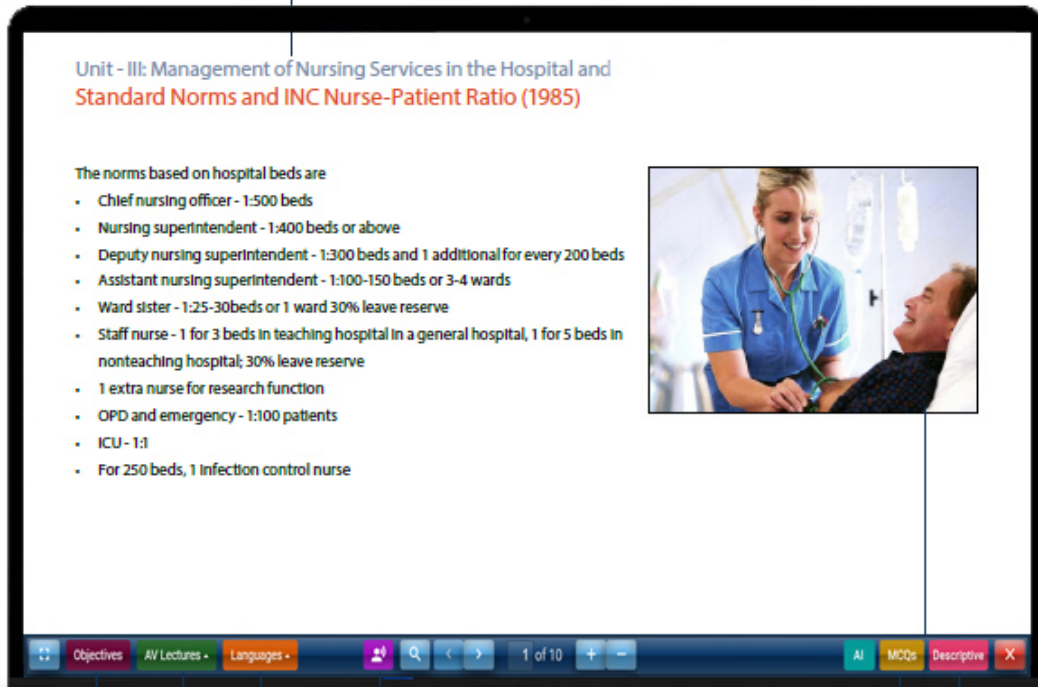 Unit - III: Management of Nursing Services in the Hospital and
Standard Norms and INC Nurse-Patient Ratio (1985)
The norms based on hospital beds are
• Chief nursing officer - 1:500 beds
• Nursing superintendent - 1:400 beds or above
• Deputy nursing superintendent - 1:300 beds and 1 additional for every 200 beds
• Assistant nursing superintendent - 1:100-150 beds or 3-4 wards
• Ward sister - 1:25-30beds or 1 ward 30% leave reserve
• Staff nurse - 1 for 3 beds in teaching hospital in a general hospital, 1 for 5 beds in
nonteaching hospital; 30% leave reserve
• 1 extra nurse for research function
• OPD and emergency - 1:100 patients
• ICU - 1:1
• For 250 beds, 1 infection control nurse
Objectives AV Lectures Languages 1 of 10 + − AI MCQs Descriptive X